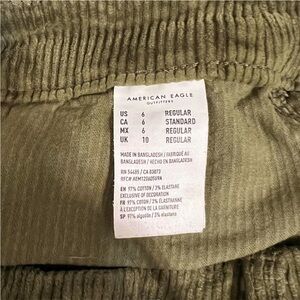 AMERICAN EAGLE
OUTFITTERS
US 6 REGULAR
CA 6 STANDARD
MX 6 REGULAR
UK 10 REGULAR
MADE IN BANGLADESH / FABRIQUÉ AU
BANGLADESH / HECHO EN BANGLADESH
RN 54485 / CA 03073
EN 97% COTTON / 3% ELASTANE
EXCLUSIVE OF DECORATION
FR 97% COTON / 3% ÉLASTHANNE
À L'EXCEPTION DE LA GARNITURE
SP 97% algodón / 3% elastano